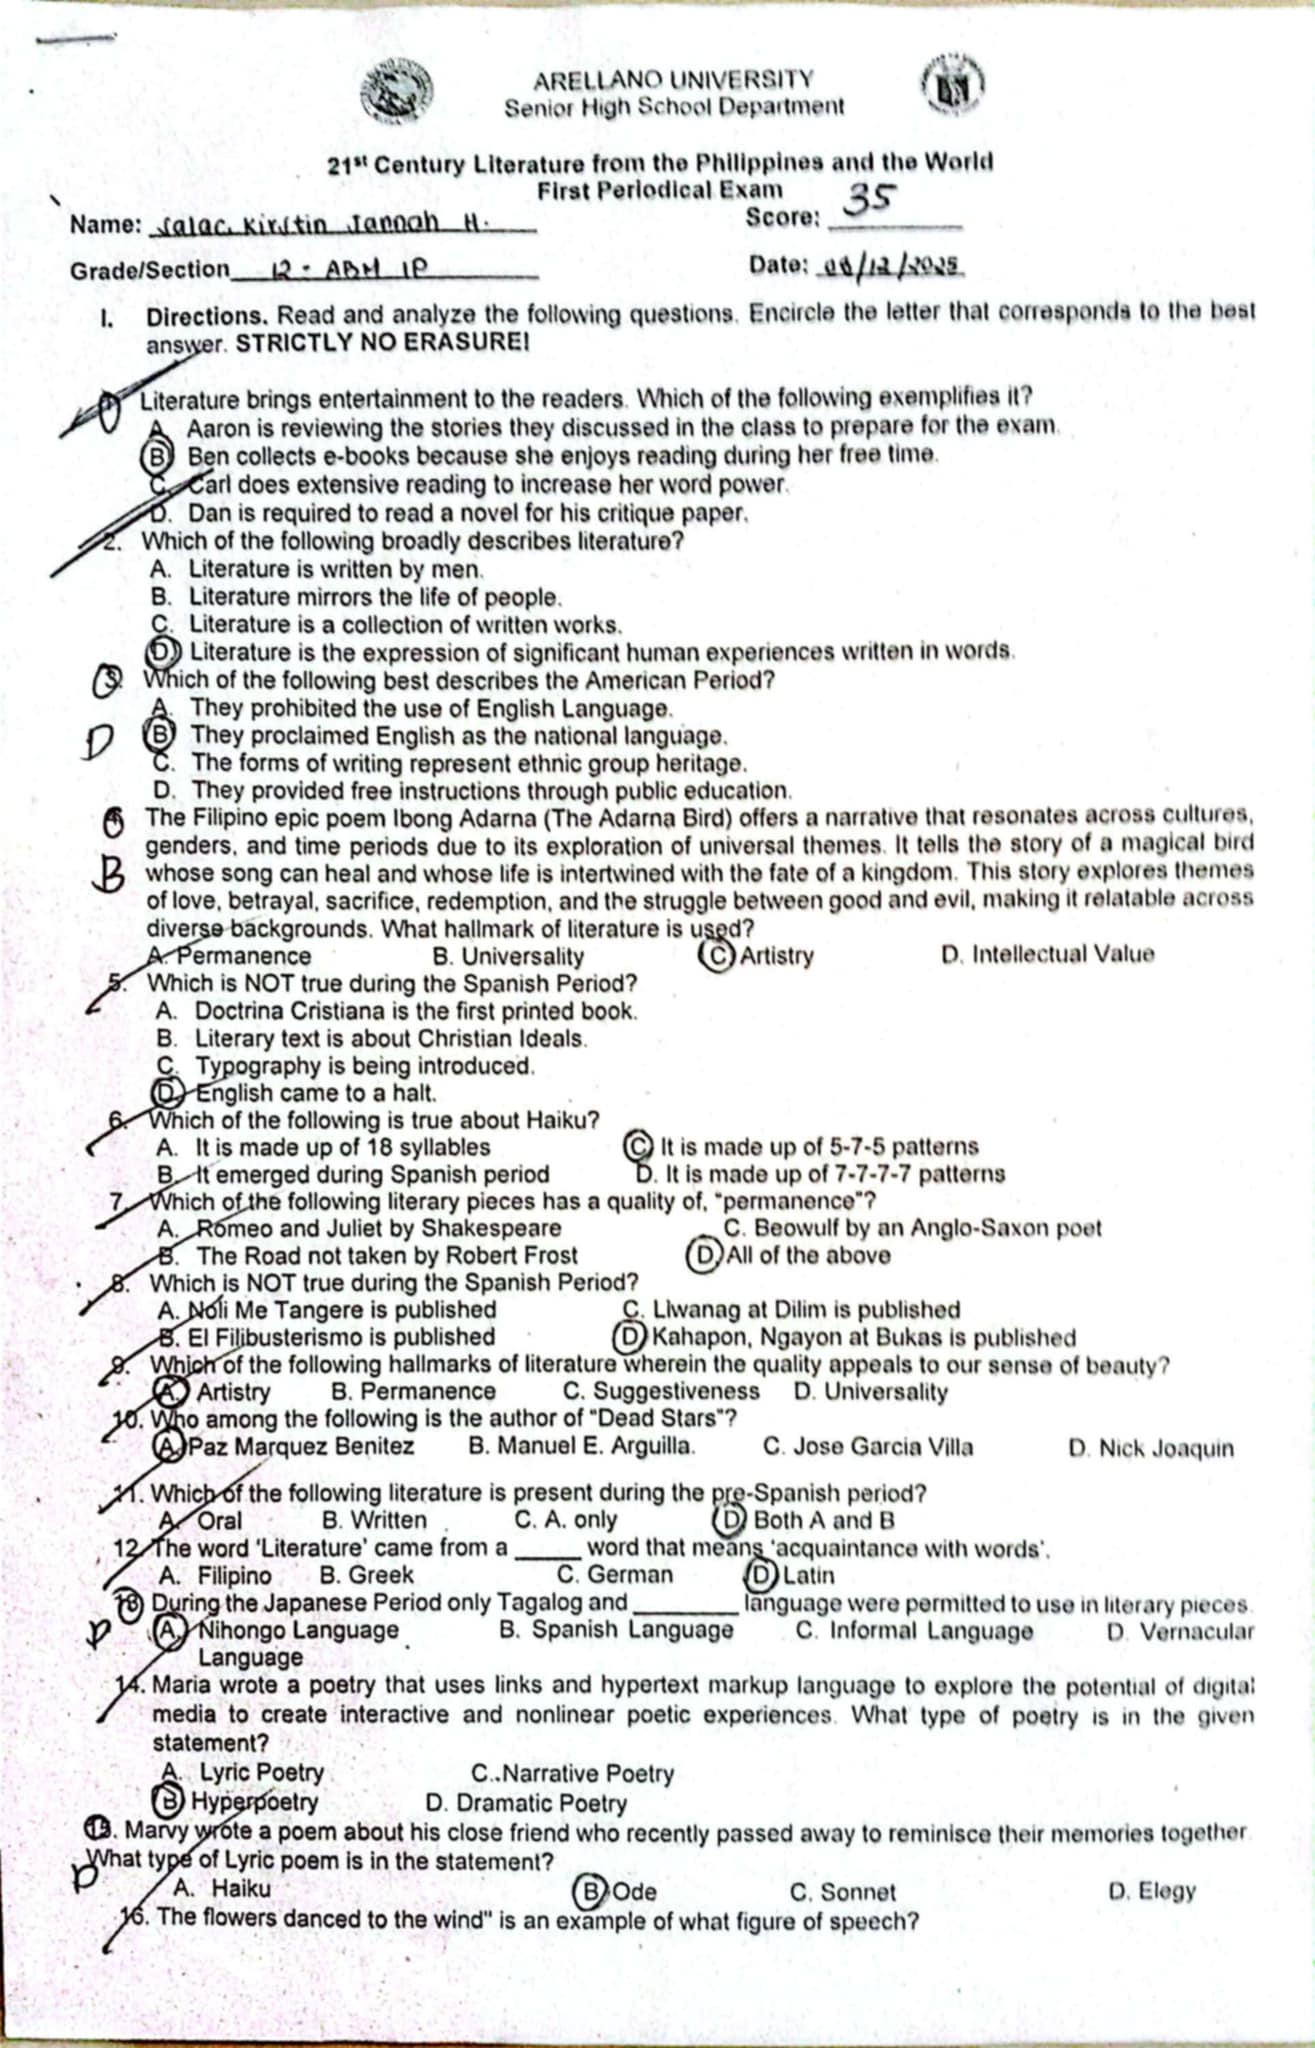 ARELLANO UNIVERSITY
Senior High School Department
21st Century Literature from the Philippines and the World
First Periodical Exam
Name: Salac, Kirstin Jannah H. Score: 35
Grade/Section 12 - ABM 1P Date: 08/12/2025
I. Directions. Read and analyze the following questions. Encircle the letter that corresponds to the best
answer. STRICTLY NO ERASURE!
Literature brings entertainment to the readers. Which of the following exemplifies it?
A. Aaron is reviewing the stories they discussed in the class to prepare for the exam.
B Ben collects e-books because she enjoys reading during her free time.
C. Carl does extensive reading to increase her word power.
D. Dan is required to read a novel for his critique paper.
2. Which of the following broadly describes literature?
A. Literature is written by men.
B. Literature mirrors the life of people.
C. Literature is a collection of written works.
D Literature is the expression of significant human experiences written in words.
3. Which of the following best describes the American Period?
A. They prohibited the use of English Language.
D B They proclaimed English as the national language.
C. The forms of writing represent ethnic group heritage.
D. They provided free instructions through public education.
4 The Filipino epic poem Ibong Adarna (The Adarna Bird) offers a narrative that resonates across cultures,
genders, and time periods due to its exploration of universal themes. It tells the story of a magical bird
B whose song can heal and whose life is intertwined with the fate of a kingdom. This story explores themes
of love, betrayal, sacrifice, redemption, and the struggle between good and evil, making it relatable across
diverse backgrounds. What hallmark of literature is used?
A. Permanence B. Universality C Artistry D. Intellectual Value
5. Which is NOT true during the Spanish Period?
A. Doctrina Cristiana is the first printed book.
B. Literary text is about Christian Ideals.
C. Typography is being introduced.
D. English came to a halt.
6. Which of the following is true about Haiku?
A. It is made up of 18 syllables C It is made up of 5-7-5 patterns
B. It emerged during Spanish period D. It is made up of 7-7-7-7 patterns
7. Which of the following literary pieces has a quality of, "permanence"?
A. Romeo and Juliet by Shakespeare C. Beowulf by an Anglo-Saxon poet
B. The Road not taken by Robert Frost D. All of the above
8. Which is NOT true during the Spanish Period?
A. Noli Me Tangere is published C. Liwanag at Dilim is published
B. El Filibusterismo is published D Kahapon, Ngayon at Bukas is published
9. Which of the following hallmarks of literature wherein the quality appeals to our sense of beauty?
A. Artistry B. Permanence C. Suggestiveness D. Universality
10. Who among the following is the author of "Dead Stars"?
A. Paz Marquez Benitez B. Manuel E. Arguilla. C. Jose Garcia Villa D. Nick Joaquin
11. Which of the following literature is present during the pre-Spanish period?
A. Oral B. Written C. A. only D Both A and B
12. The word 'Literature' came from a _____ word that means 'acquaintance with words'.
A. Filipino B. Greek C. German D Latin
13 During the Japanese Period only Tagalog and ________ language were permitted to use in literary pieces.
D A. Nihongo Language B. Spanish Language C. Informal Language D. Vernacular
Language
14. Maria wrote a poetry that uses links and hypertext markup language to explore the potential of digital
media to create interactive and nonlinear poetic experiences. What type of poetry is in the given
statement?
A. Lyric Poetry C..Narrative Poetry
B Hyperpoetry D. Dramatic Poetry
15. Marvy wrote a poem about his close friend who recently passed away to reminisce their memories together.
D What type of Lyric poem is in the statement?
A. Haiku B Ode C. Sonnet D. Elegy
16. The flowers danced to the wind" is an example of what figure of speech?